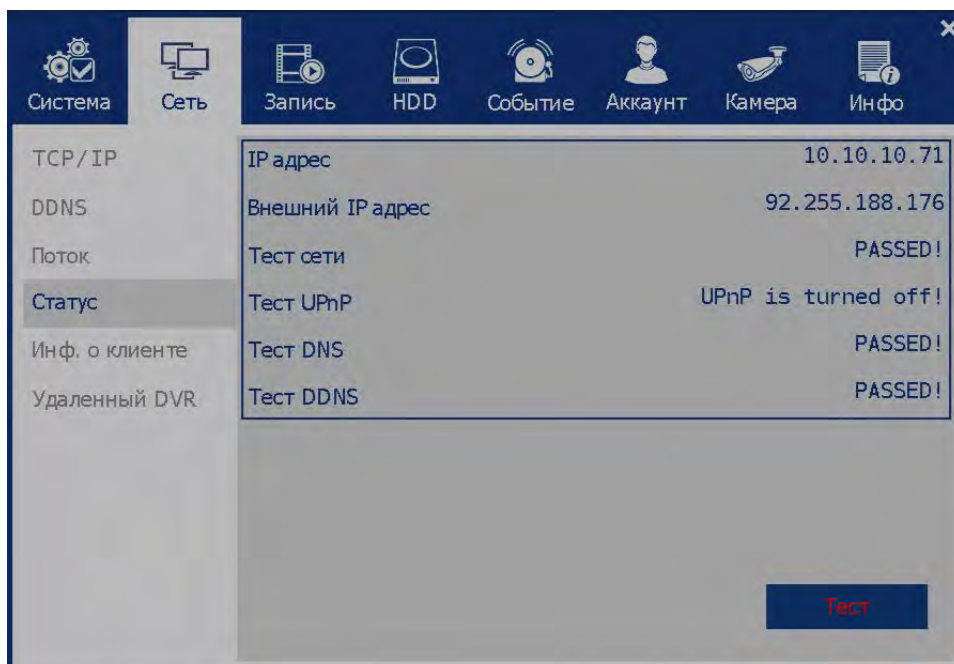 Система Сеть Запись HDD Событие Аккаунт Камера Инфо
TCP/IP
DDNS
Поток
Статус
Инф. о клиенте
Удаленный DVR
IP адрес 10.10.10.71
Внешний IP адрес 92.255.188.176
Тест сети PASSED!
Тест UPnP UPnP is turned off!
Тест DNS PASSED!
Тест DDNS PASSED!
Тест